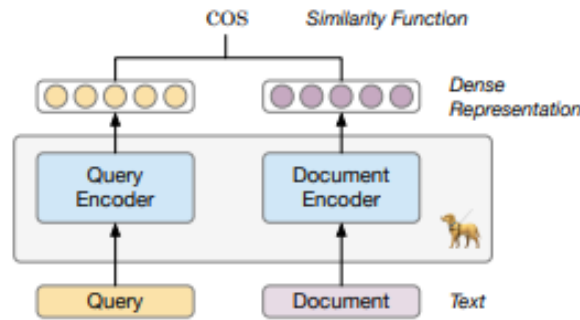 COS
Similarity Function
Dense
Representation
Query
Encoder
Document
Encoder
Query
Document
Text